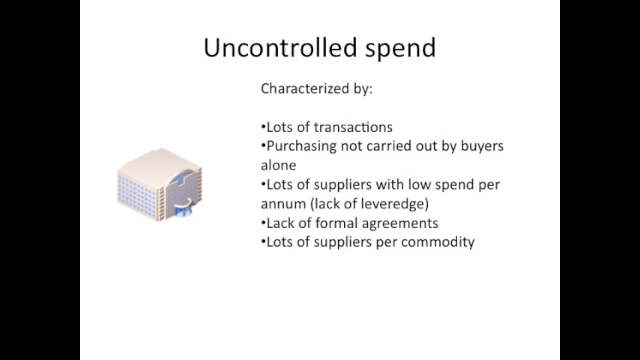 Uncontrolled spend
Characterized by:
•Lots of transactions
•Purchasing not carried out by buyers
alone
•Lots of suppliers with low spend per
annum (lack of leveredge)
•Lack of formal agreements
•Lots of suppliers per commodity